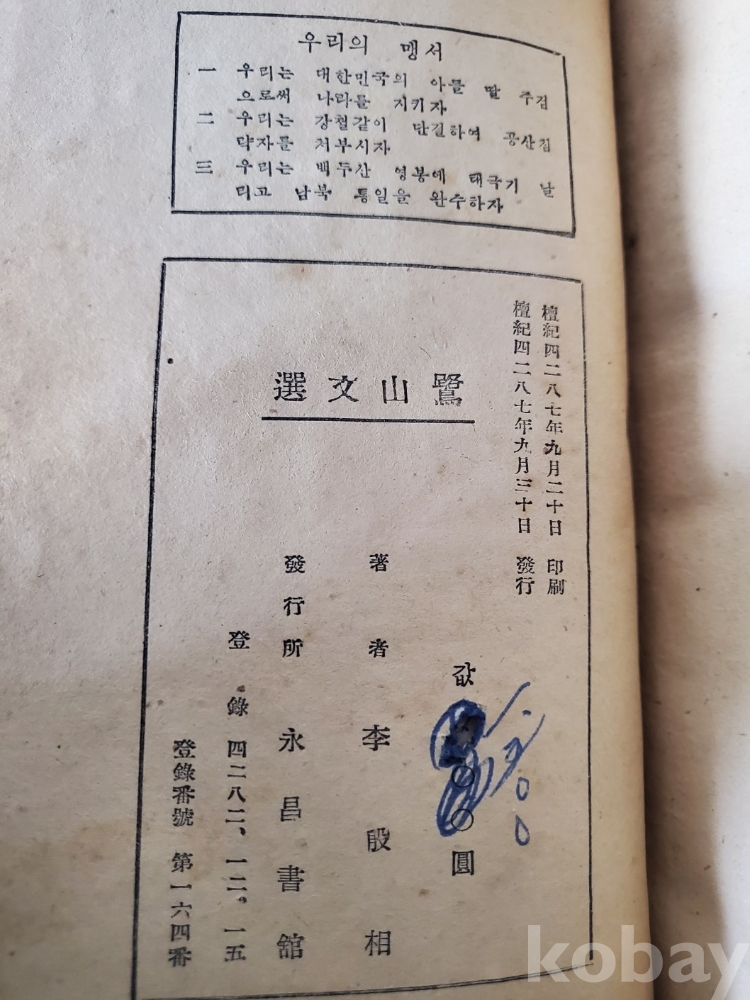 우리의 맹서
一 우리는 대한민국의 아들 딸 주검
으로써 나라를 지키자
二 우리는 강철같이 단결하여 공산침
략자를 처부시자
三 우리는 백두산 영봉에 태극기 날
리고 남북 통일을 완수하자
檀紀四二八七年九月二十日 印刷
檀紀四二八七年九月三十日 發行
鷺山文選
값 〇〇圓
著者 李殷相
發行所 永昌書館
登錄 四二八二、一二、一五
登錄番號 第一六四番
kobay